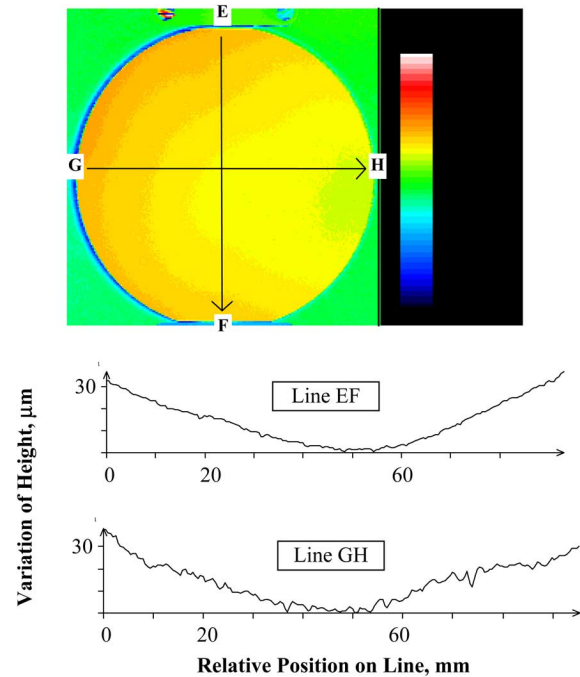 E
G
H
F
Variation of Height, μm
30
Line EF
0
20
60
30
Line GH
0
20
60
Relative Position on Line, mm